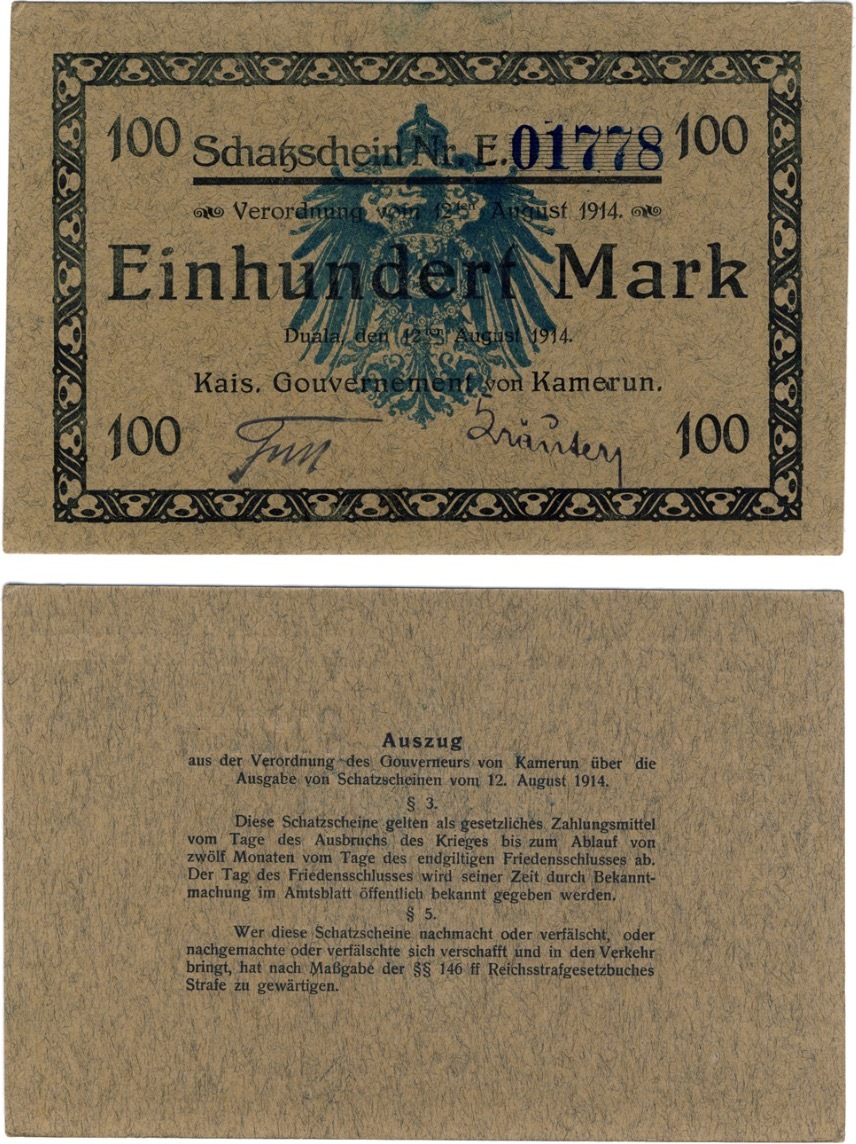 100 Schatzschein Nr. E. 01778 100
Verordnung vom 12ten August 1914.
Einhundert Mark
Duala, den 12ten August 1914.
Kais. Gouvernement von Kamerun.
100 100
Auszug
aus der Verordnung des Gouverneurs von Kamerun über die
Ausgabe von Schatzscheinen vom 12. August 1914.
§ 3.
Diese Schatzscheine gelten als gesetzliches Zahlungsmittel
vom Tage des Ausbruchs des Krieges bis zum Ablauf von
zwölf Monaten vom Tage des endgiltigen Friedensschlusses ab.
Der Tag des Friedensschlusses wird seiner Zeit durch Bekannt-
machung im Amtsblatt öffentlich bekannt gegeben werden.
§ 5.
Wer diese Schatzscheine nachmacht oder verfälscht, oder
nachgemachte oder verfälschte sich verschafft und in den Verkehr
bringt, hat nach Maßgabe der §§ 146 ff Reichsstrafgesetzbuches
Strafe zu gewärtigen.